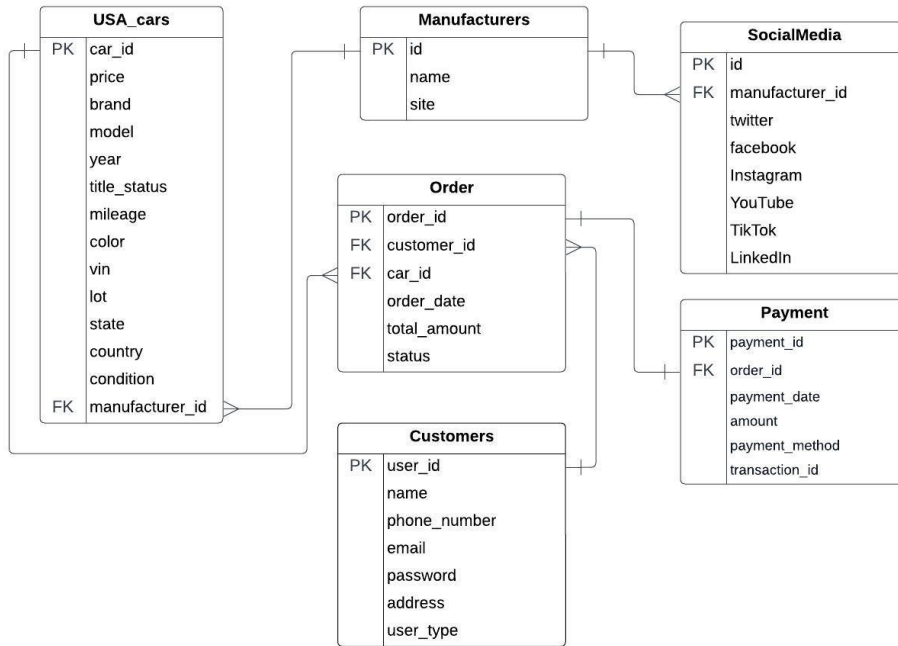 USA_cars
PK car_id
price
brand
model
year
title_status
mileage
color
vin
lot
state
country
condition
FK manufacturer_id
Manufacturers
PK id
name
site
SocialMedia
PK id
FK manufacturer_id
twitter
facebook
Instagram
YouTube
TikTok
LinkedIn
Order
PK order_id
FK customer_id
FK car_id
order_date
total_amount
status
Payment
PK payment_id
FK order_id
payment_date
amount
payment_method
transaction_id
Customers
PK user_id
name
phone_number
email
password
address
user_type